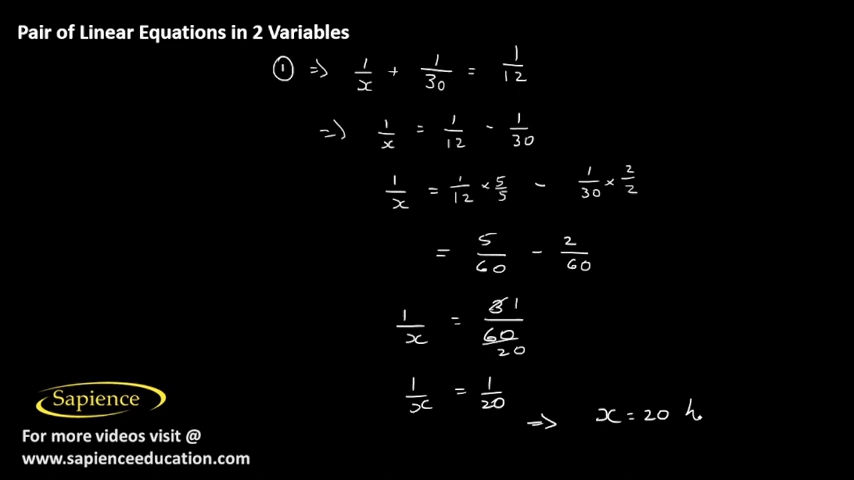 Pair of Linear Equations in 2 Variables
① ⇒ 1/x + 1/30 = 1/12
⇒ 1/x = 1/12 - 1/30
1/x = 1/12 × 5/5 - 1/30 × 2/2
= 5/60 - 2/60
1/x = 3̸ 1/6̸0̸ 20
1/x = 1/20 ⇒ x = 20 h
Sapience
For more videos visit @
www.sapienceeducation.com